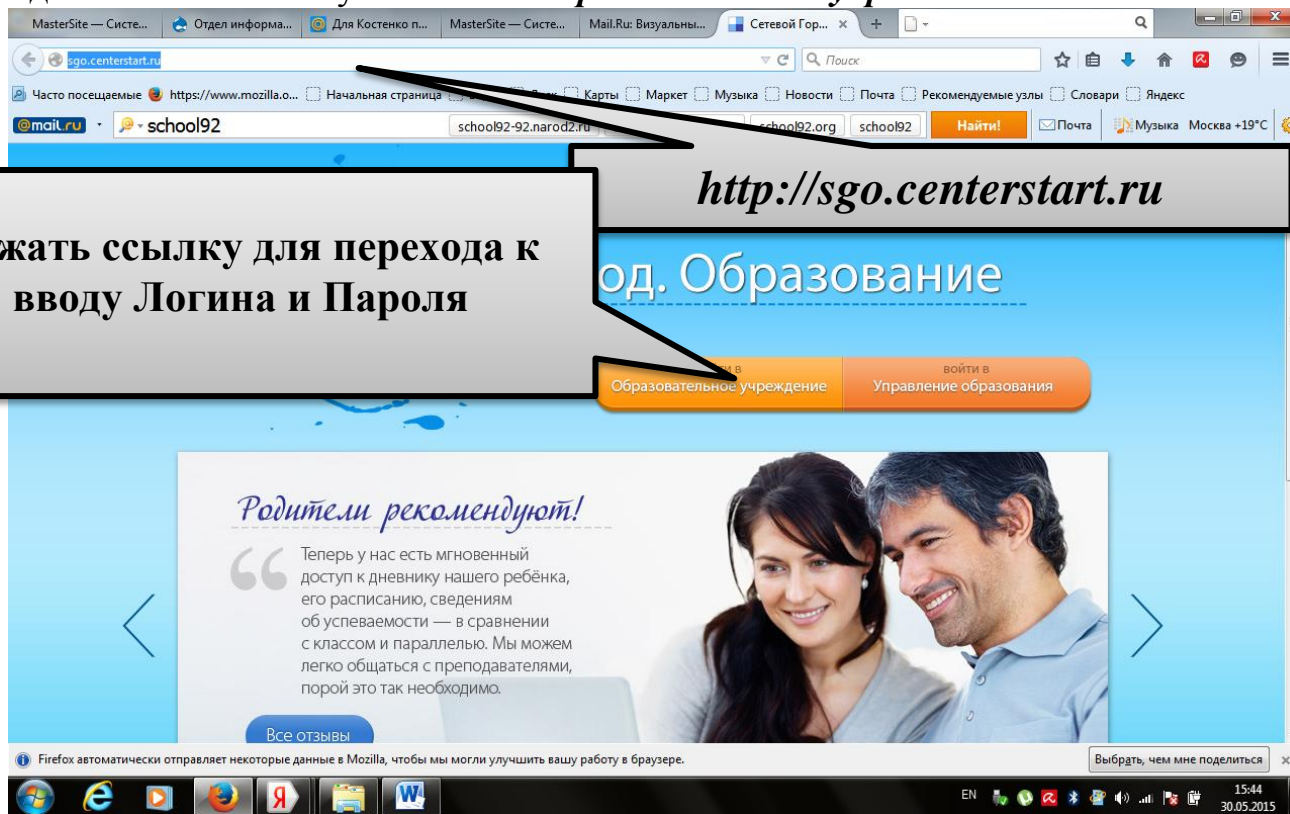 MasterSite — Систе... Отдел информа... Для Костенко п... MasterSite — Систе... Mail.Ru: Визуальны... Сетевой Гор...
sgo.centerstart.ru Поиск
Часто посещаемые https://www.mozilla.o... Начальная страница Карты Маркет Музыка Новости Почта Рекомендуемые узлы Словари Яндекс
@mail.ru school92 school92-92.narod2.ru school92.org school92 Найти! Почта Музыка Москва +19°C
http://sgo.centerstart.ru
жать ссылку для перехода к
вводу Логина и Пароля
од. Образование
войти в
Образовательное учреждение Управление образования
Родители рекомендуют!
Теперь у нас есть мгновенный
доступ к дневнику нашего ребёнка,
его расписанию, сведениям
об успеваемости — в сравнении
с классом и параллелью. Мы можем
легко общаться с преподавателями,
порой это так необходимо.
Все отзывы
Firefox автоматически отправляет некоторые данные в Mozilla, чтобы мы могли улучшить вашу работу в браузере. Выбрать, чем мне поделиться
EN 15:44
30.05.2015